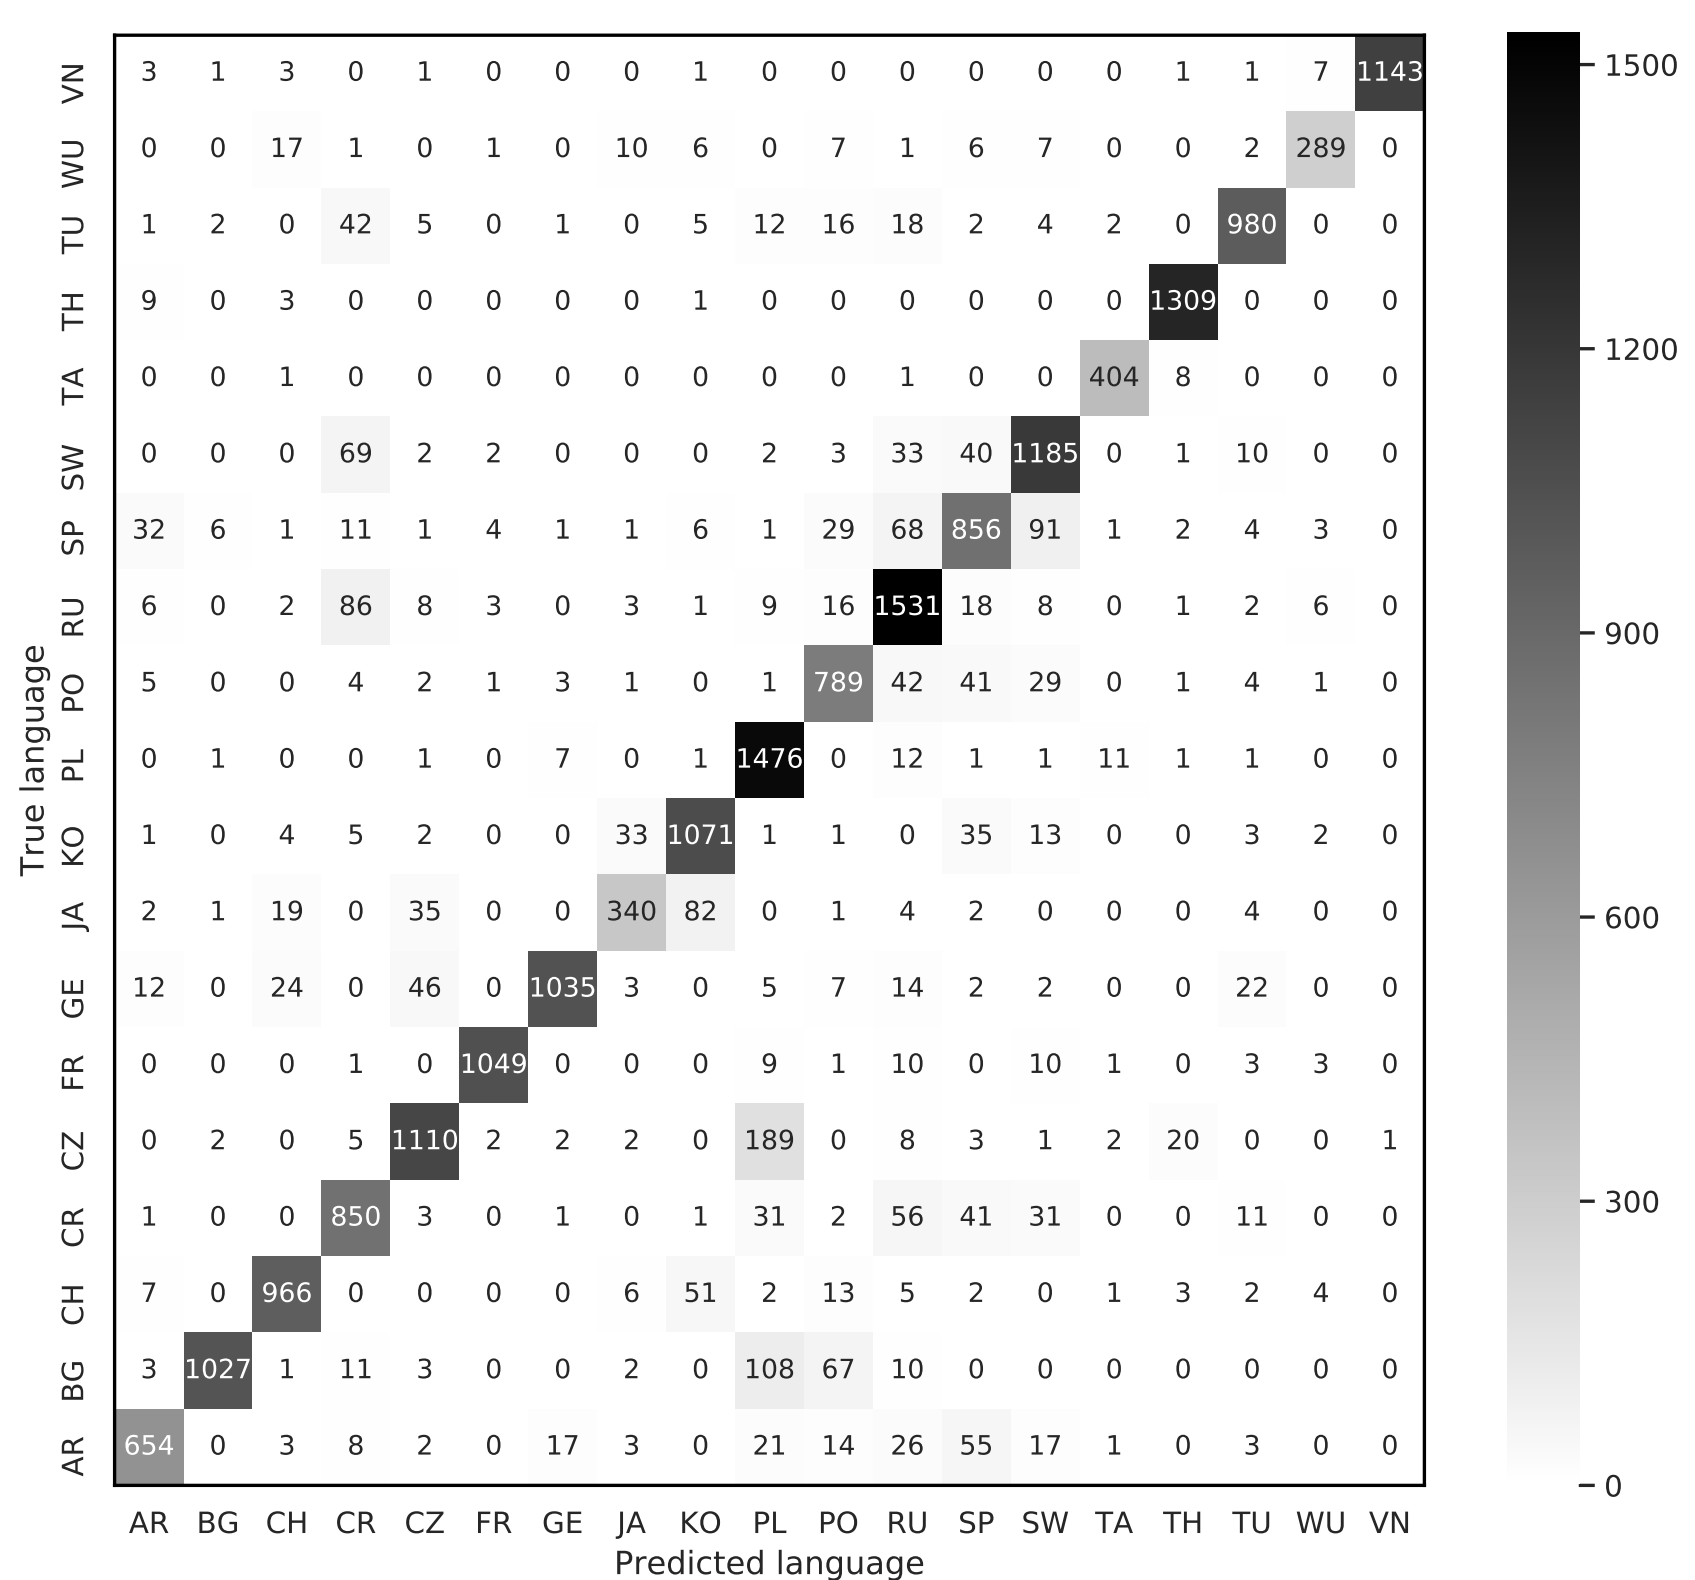 VN 3 1 3 0 1 0 0 0 1 0 0 0 0 0 0 1 1 7 1143
WU 0 0 17 1 0 1 0 10 6 0 7 1 6 7 0 0 2 289 0
TU 1 2 0 42 5 0 1 0 5 12 16 18 2 4 2 0 980 0 0
TH 9 0 3 0 0 0 0 0 1 0 0 0 0 0 0 1309 0 0 0
TA 0 0 1 0 0 0 0 0 0 0 0 1 0 0 404 8 0 0 0
SW 0 0 0 69 2 2 0 0 0 2 3 33 40 1185 0 1 10 0 0
SP 32 6 1 11 1 4 1 1 6 1 29 68 856 91 1 2 4 3 0
RU 6 0 2 86 8 3 0 3 1 9 16 1531 18 8 0 1 2 6 0
PO 5 0 0 4 2 1 3 1 0 1 789 42 41 29 0 1 4 1 0
PL 0 1 0 0 1 0 7 0 1 1476 0 12 1 1 11 1 1 0 0
KO 1 0 4 5 2 0 0 33 1071 1 1 0 35 13 0 0 3 2 0
JA 2 1 19 0 35 0 0 340 82 0 1 4 2 0 0 0 4 0 0
GE 12 0 24 0 46 0 1035 3 0 5 7 14 2 2 0 0 22 0 0
FR 0 0 0 1 0 1049 0 0 0 9 1 10 0 10 1 0 3 3 0
CZ 0 2 0 5 1110 2 2 2 0 189 0 8 3 1 2 20 0 0 1
CR 1 0 0 850 3 0 1 0 1 31 2 56 41 31 0 0 11 0 0
CH 7 0 966 0 0 0 0 6 51 2 13 5 2 0 1 3 2 4 0
BG 3 1027 1 11 3 0 0 2 0 108 67 10 0 0 0 0 0 0 0
AR 654 0 3 8 2 0 17 3 0 21 14 26 55 17 1 0 3 0 0
AR BG CH CR CZ FR GE JA KO PL PO RU SP SW TA TH TU WU VN
Predicted language
True language
1500
1200
900
600
300
0